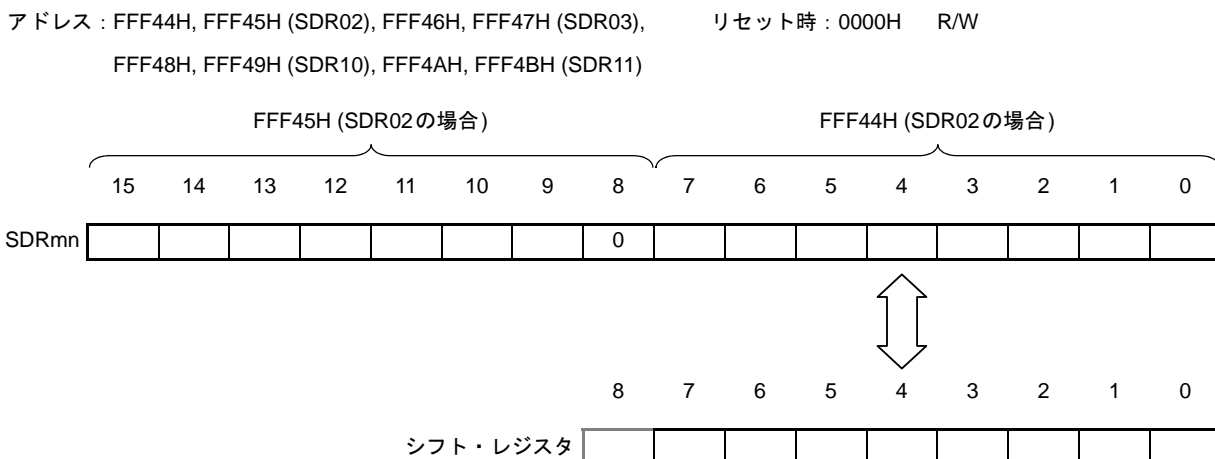 アドレス：FFF44H, FFF45H (SDR02), FFF46H, FFF47H (SDR03), リセット時：0000H R/W
FFF48H, FFF49H (SDR10), FFF4AH, FFF4BH (SDR11)
FFF45H (SDR02の場合) FFF44H (SDR02の場合)
15 14 13 12 11 10 9 8 7 6 5 4 3 2 1 0
SDRmn 0
8 7 6 5 4 3 2 1 0
シフト・レジスタ